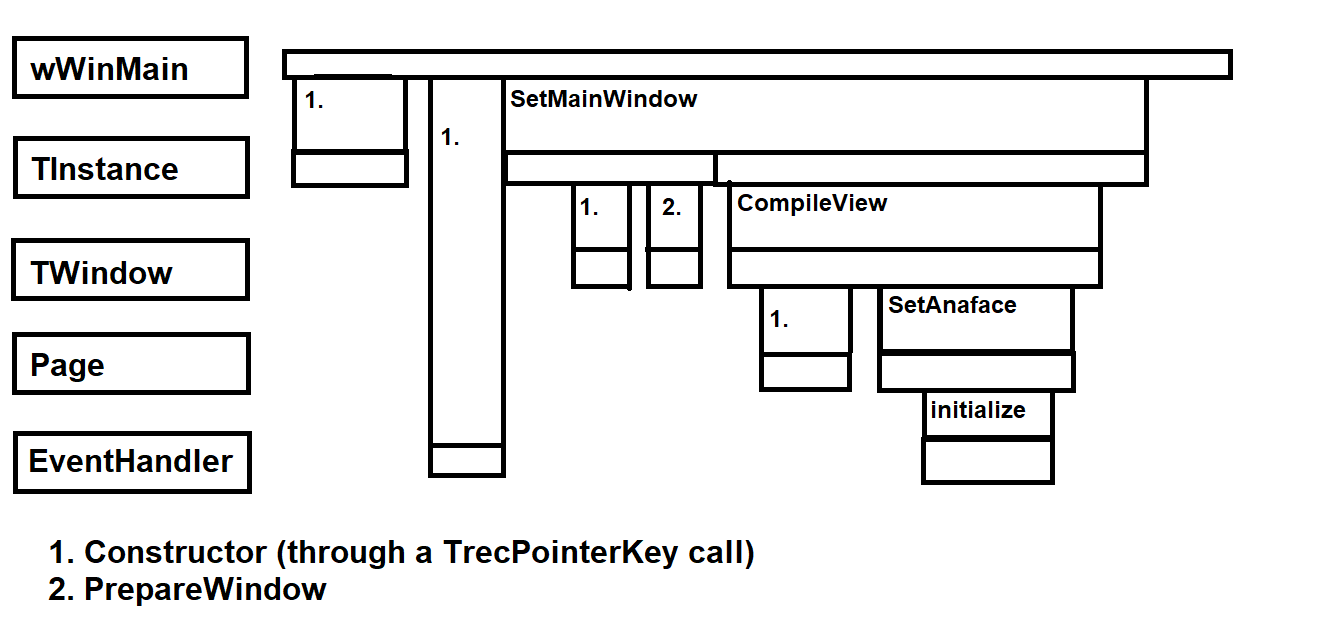 wWinMain
1.
SetMainWindow
1.
TInstance
1.
2.
CompileView
TWindow
1.
SetAnaface
Page
initialize
EventHandler
1. Constructor (through a TrecPointerKey call)
2. PrepareWindow